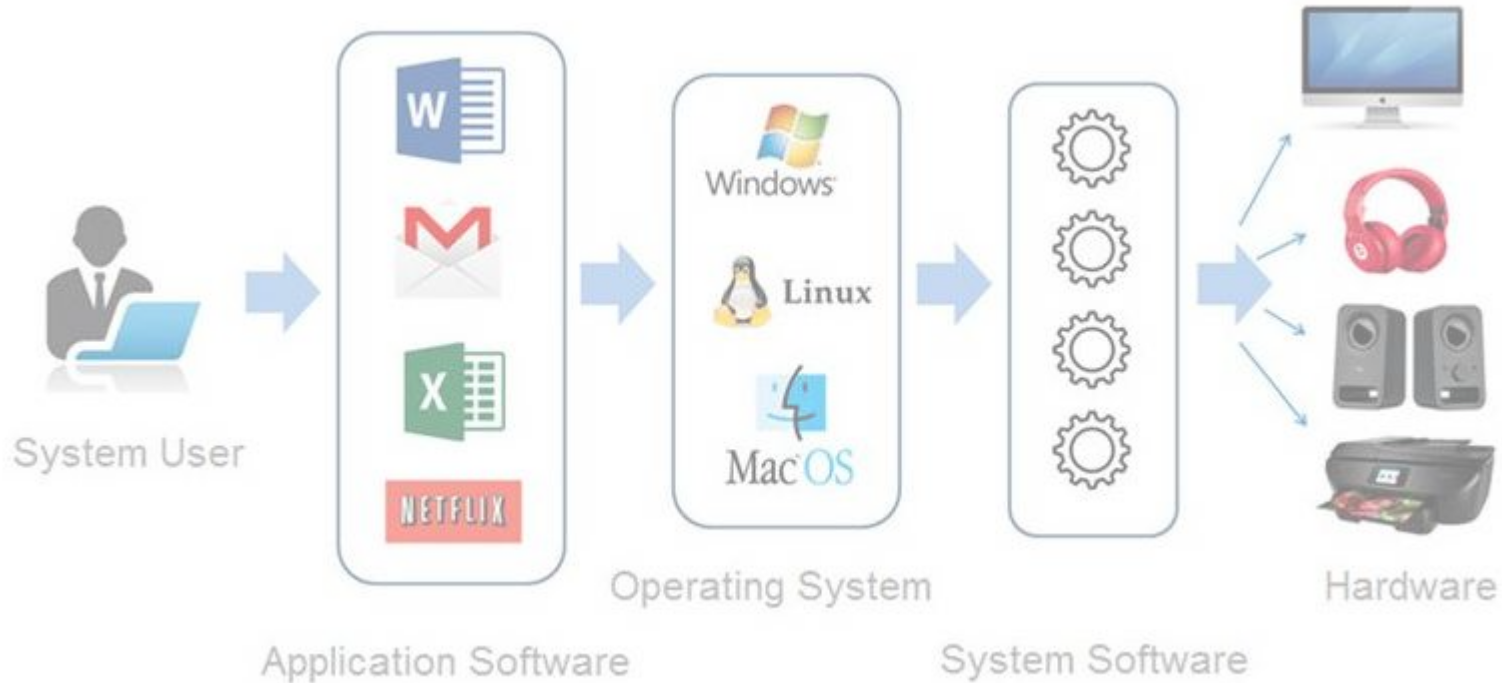 W
X
NETFLIX
Windows
Linux
Mac OS
System User
Operating System
Hardware
Application Software
System Software